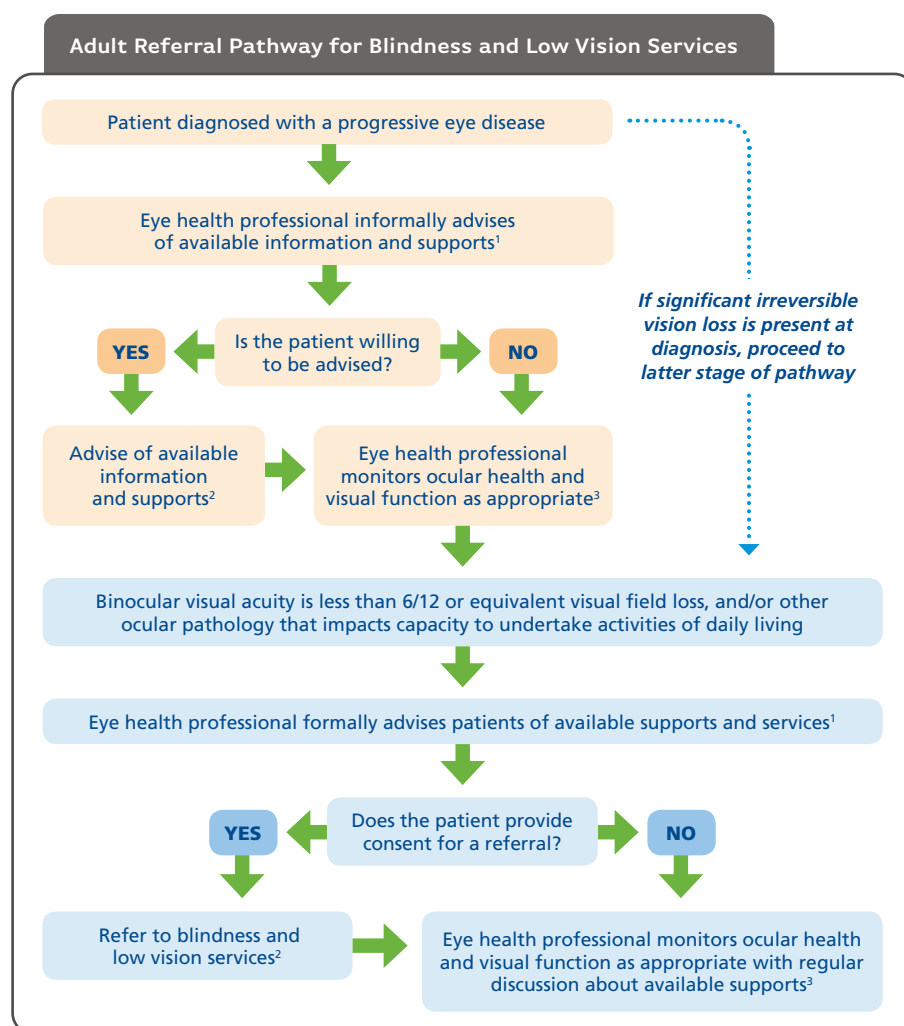 Adult Referral Pathway for Blindness and Low Vision Services
Patient diagnosed with a progressive eye disease
Eye health professional informally advises
of available information and supports¹
If significant irreversible
vision loss is present at
diagnosis, proceed to
latter stage of pathway
Is the patient willing
to be advised?
YES
NO
Advise of available
information
and supports²
Eye health professional
monitors ocular health and
visual function as appropriate³
Binocular visual acuity is less than 6/12 or equivalent visual field loss, and/or other
ocular pathology that impacts capacity to undertake activities of daily living
Eye health professional formally advises patients of available supports and services¹
Does the patient provide
consent for a referral?
YES
NO
Refer to blindness and
low vision services²
Eye health professional monitors ocular health
and visual function as appropriate with regular
discussion about available supports³